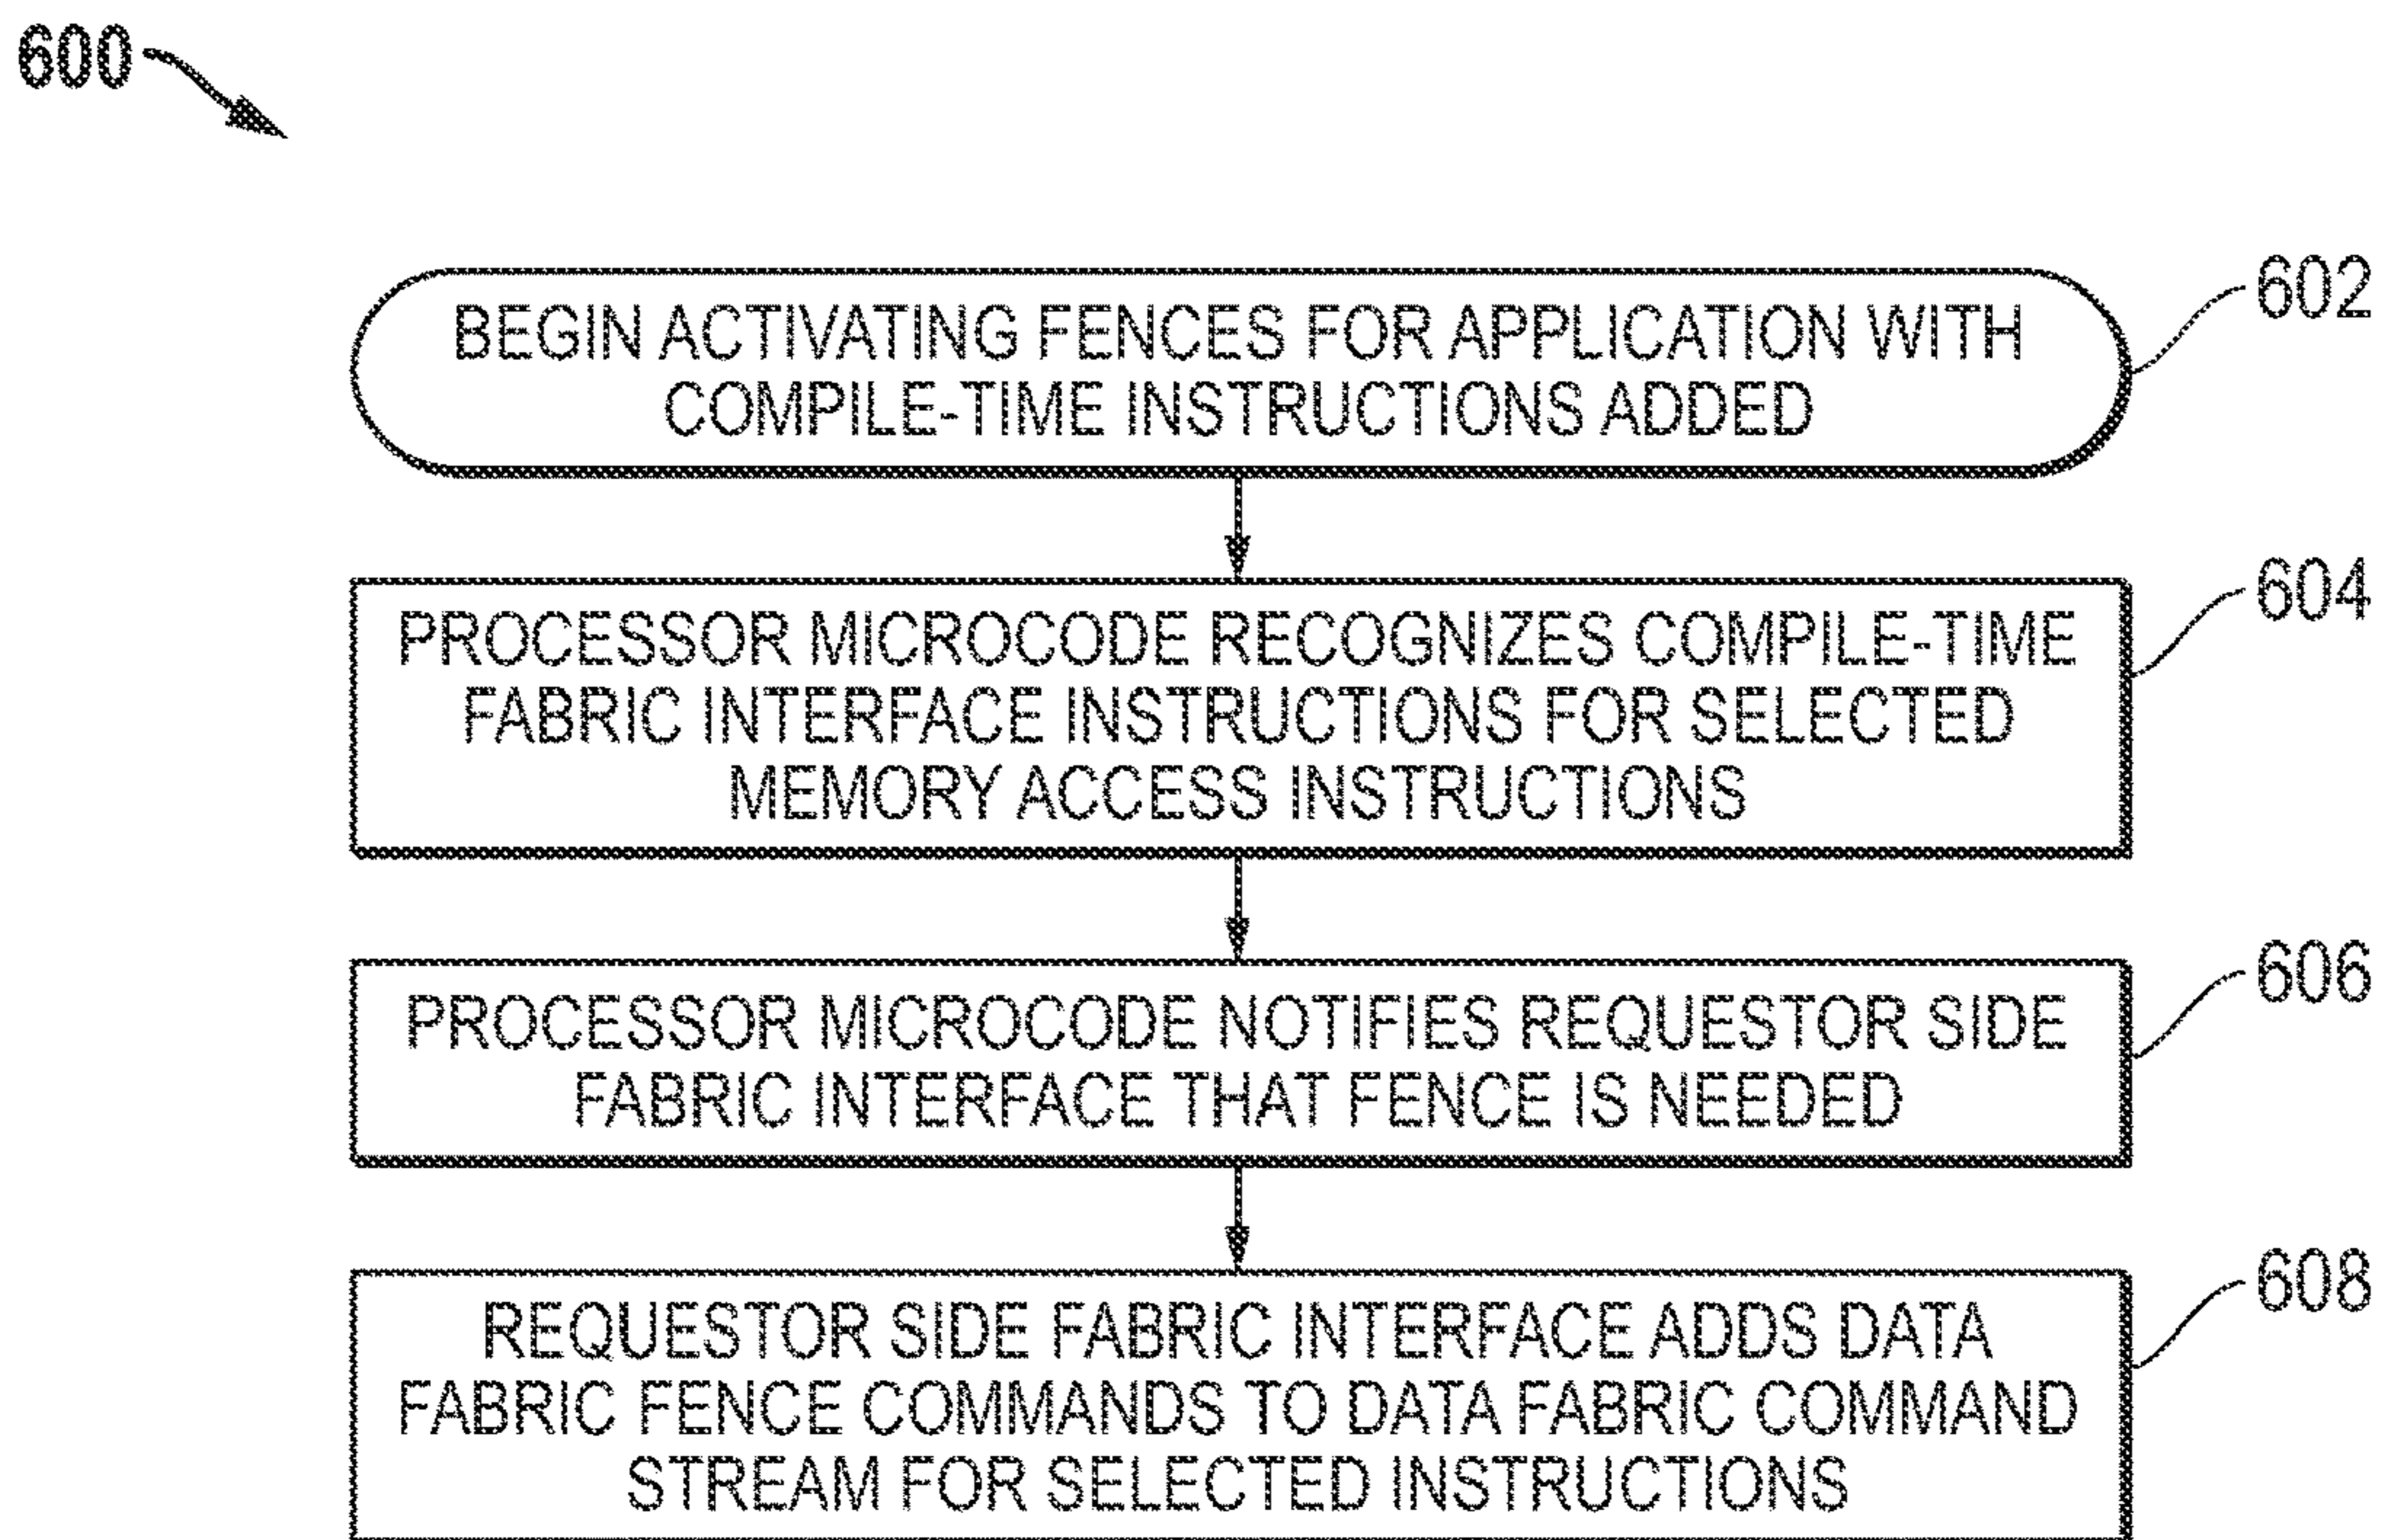 600
602
BEGIN ACTIVATING FENCES FOR APPLICATION WITH
COMPILE-TIME INSTRUCTIONS ADDED
604
PROCESSOR MICROCODE RECOGNIZES COMPILE-TIME
FABRIC INTERFACE INSTRUCTIONS FOR SELECTED
MEMORY ACCESS INSTRUCTIONS
606
PROCESSOR MICROCODE NOTIFIES REQUESTOR SIDE
FABRIC INTERFACE THAT FENCE IS NEEDED
608
REQUESTOR SIDE FABRIC INTERFACE ADDS DATA
FABRIC FENCE COMMANDS TO DATA FABRIC COMMAND
STREAM FOR SELECTED INSTRUCTIONS